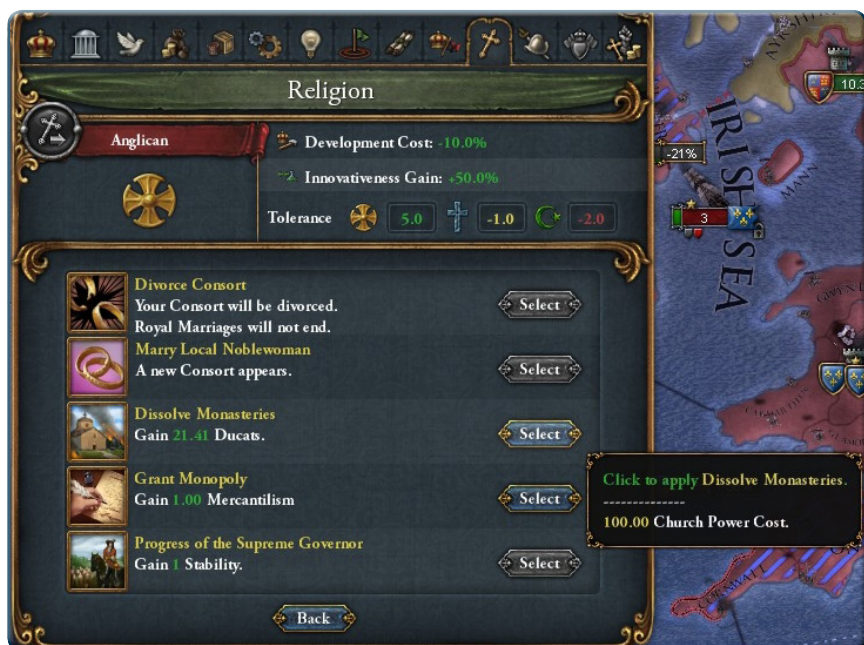 Religion
10.3
Anglican
Development Cost: -10.0%
Innovativeness Gain: +50.0%
Tolerance 5.0 -1.0 -2.0
-21%
MANN
3
IRISH SEA
Divorce Consort
Your Consort will be divorced.
Royal Marriages will not end.
Select
Marry Local Noblewoman
A new Consort appears.
Select
Dissolve Monasteries
Gain 21.41 Ducats.
Select
Grant Monopoly
Gain 1.00 Mercantilism
Select
Click to apply Dissolve Monasteries.
--------------
100.00 Church Power Cost.
Progress of the Supreme Governor
Gain 1 Stability.
Select
CORNWALL
Back